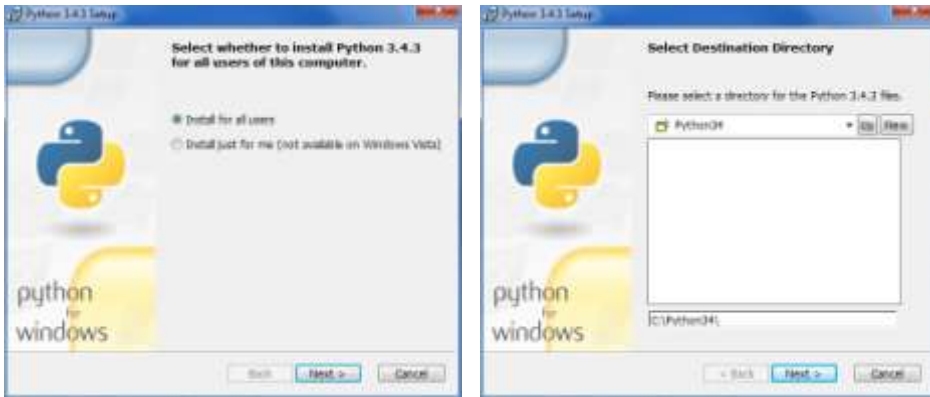 Python 3.4.3 Setup
Select whether to install Python 3.4.3
for all users of this computer.
Install for all users
Install just for me (not available on Windows Vista)
python
for
windows
Back
Next >
Cancel
Python 3.4.3 Setup
Select Destination Directory
Please select a directory for the Python 3.4.3 files.
Python34
Up
New
C:\Python34\
python
for
windows
< Back
Next >
Cancel